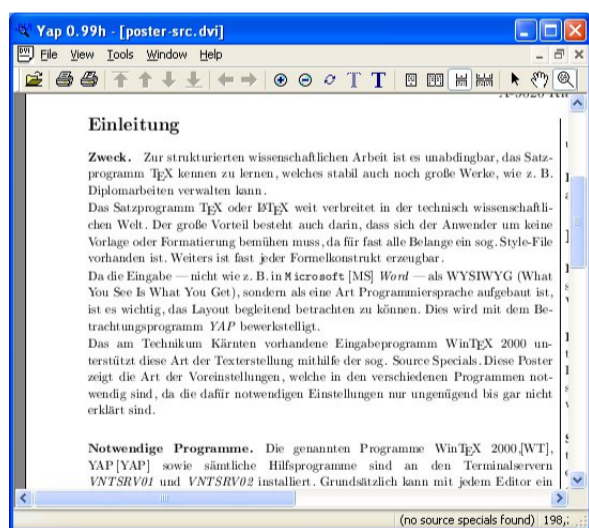 Yap 0.99h - [poster-src.dvi]
File View Tools Window Help
Einleitung
Zweck. Zur strukturierten wissenschaftlichen Arbeit ist es unabdingbar, das Satz-
programm TEX kennen zu lernen, welches stabil auch noch große Werke, wie z. B.
Diplomarbeiten verwalten kann.
Das Satzprogramm TEX oder LATEX weit verbreitet in der technisch wissenschaftli-
chen Welt. Der große Vorteil besteht auch darin, dass sich der Anwender um keine
Vorlage oder Formatierung bemühen muss, da für fast alle Belange ein sog. Style-File
vorhanden ist. Weiters ist fast jeder Formelkonstrukt erzeugbar.
Da die Eingabe — nicht wie z. B. in Microsoft [MS] Word — als WYSIWYG (What
You See Is What You Get), sondern als eine Art Programmiersprache aufgebaut ist,
ist es wichtig, das Layout begleitend betrachten zu können. Dies wird mit dem Be-
trachtungsprogramm YAP bewerkstelligt.
Das am Technikum Kärnten vorhandene Eingabeprogramm WinTEX 2000 un-
terstützt diese Art der Texterstellung mithilfe der sog. Source Specials. Diese Poster
zeigt die Art der Voreinstellungen, welche in den verschiedenen Programmen not-
wendig sind, da die dafür notwendigen Einstellungen nur ungenügend bis gar nicht
erklärt sind.
Notwendige Programme. Die genannten Programme WinTEX 2000,[WT],
YAP [YAP] sowie sämtliche Hilfsprogramme sind an den Terminalservern
VNTSRV01 und VNTSRV02 installiert. Grundsätzlich kann mit jedem Editor ein
(no source specials found) 198,: